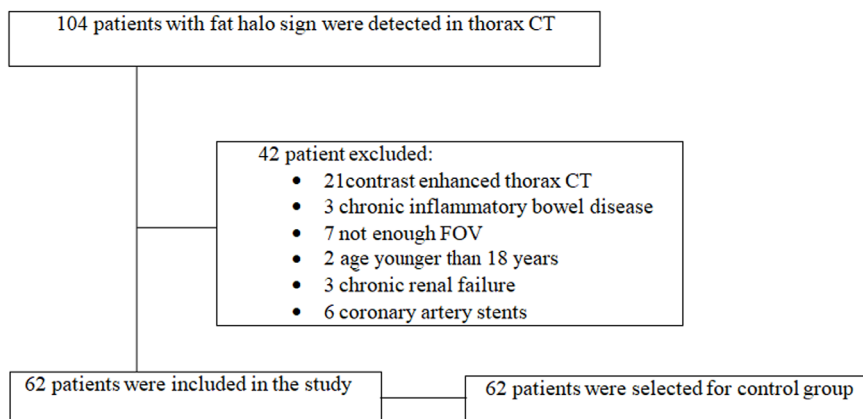 104 patients with fat halo sign were detected in thorax CT
42 patient excluded:
• 21contrast enhanced thorax CT
• 3 chronic inflammatory bowel disease
• 7 not enough FOV
• 2 age younger than 18 years
• 3 chronic renal failure
• 6 coronary artery stents
62 patients were included in the study
62 patients were selected for control group